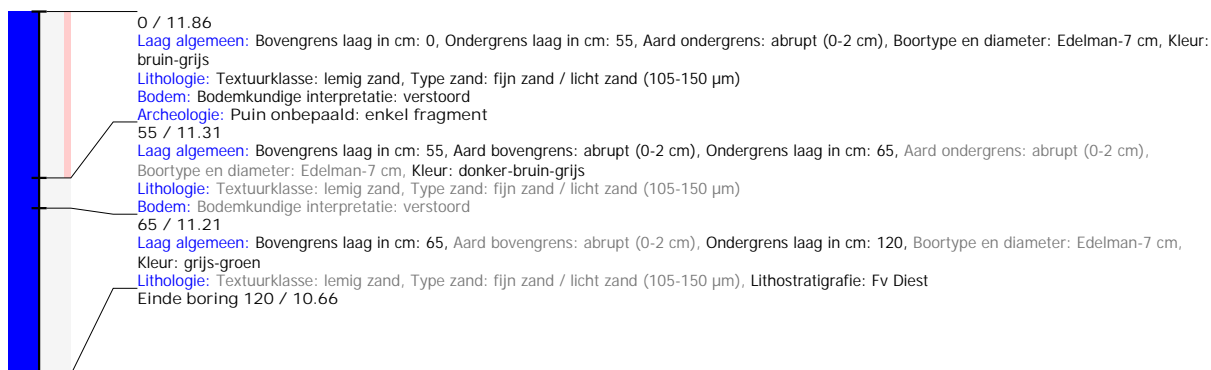 0 / 11.86
Laag algemeen: Bovengrens laag in cm: 0, Ondergrens laag in cm: 55, Aard ondergrens: abrupt (0-2 cm), Boortype en diameter: Edelman-7 cm, Kleur:
bruin-grijs
Lithologie: Textuurklasse: lemig zand, Type zand: fijn zand / licht zand (105-150 µm)
Bodem: Bodemkundige interpretatie: verstoord
Archeologie: Puin onbepaald: enkel fragment
55 / 11.31
Laag algemeen: Bovengrens laag in cm: 55, Aard bovengrens: abrupt (0-2 cm), Ondergrens laag in cm: 65, Aard ondergrens: abrupt (0-2 cm),
Boortype en diameter: Edelman-7 cm, Kleur: donker-bruin-grijs
Lithologie: Textuurklasse: lemig zand, Type zand: fijn zand / licht zand (105-150 µm)
Bodem: Bodemkundige interpretatie: verstoord
65 / 11.21
Laag algemeen: Bovengrens laag in cm: 65, Aard bovengrens: abrupt (0-2 cm), Ondergrens laag in cm: 120, Boortype en diameter: Edelman-7 cm,
Kleur: grijs-groen
Lithologie: Textuurklasse: lemig zand, Type zand: fijn zand / licht zand (105-150 µm), Lithostratigrafie: Fv Diest
Einde boring 120 / 10.66